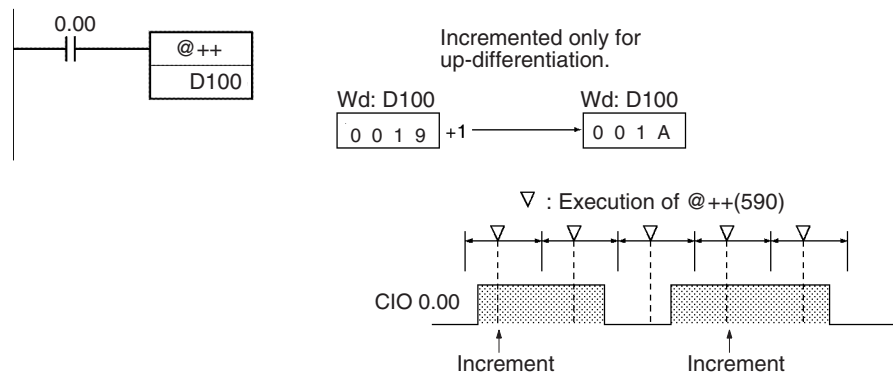 0.00
@++
D100
Incremented only for
up-differentiation.
Wd: D100
Wd: D100
0 0 1 9 +1
0 0 1 A
▽ : Execution of @++(590)
CIO 0.00
Increment
Increment